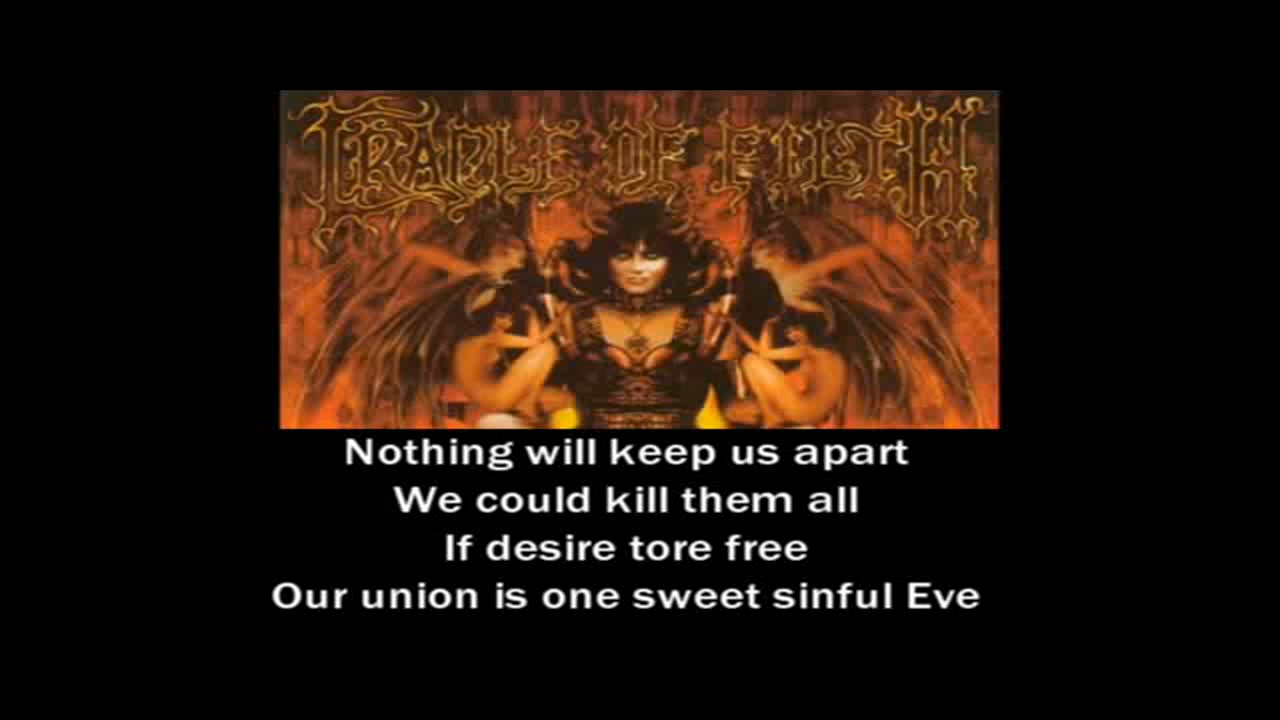 CRADLE OF FILTH
Nothing will keep us apart
We could kill them all
If desire tore free
Our union is one sweet sinful Eve